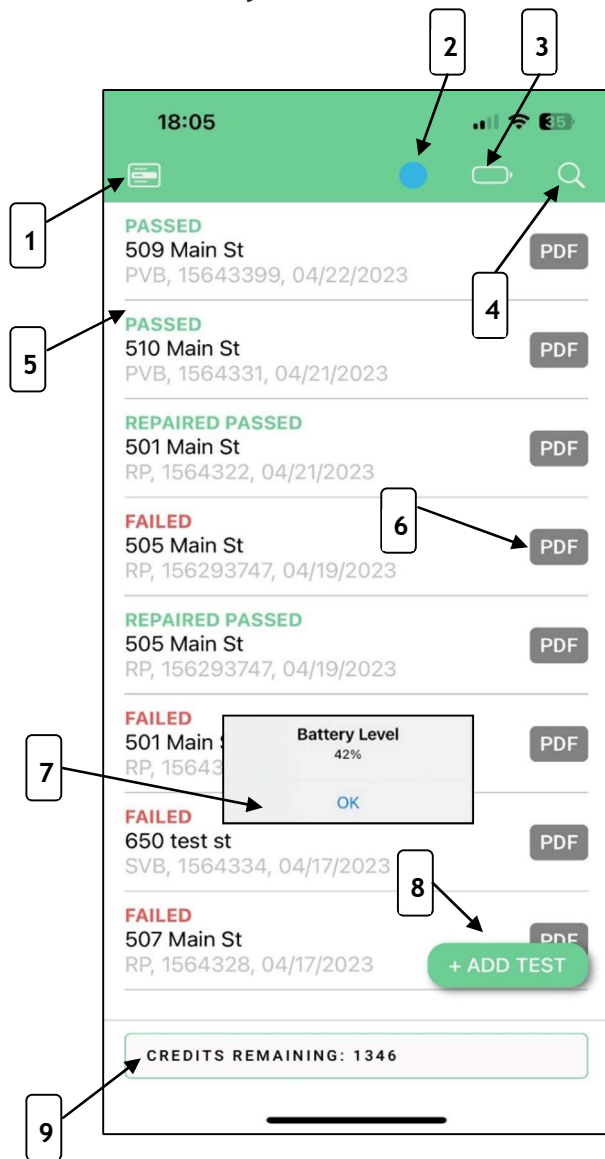 2
3
18:05
35
1
PASSED
509 Main St
PDF
PVB, 15643399, 04/22/2023
4
PASSED
5
510 Main St
PDF
PVB, 1564331, 04/21/2023
REPAIRED PASSED
501 Main St
PDF
RP, 1564322, 04/21/2023
6
FAILED
505 Main St
PDF
RP, 156293747, 04/19/2023
REPAIRED PASSED
505 Main St
PDF
RP, 156293747, 04/19/2023
FAILED
501 Main
PDF
RP, 15643
Battery Level
42%
OK
7
FAILED
650 test st
PDF
SVB, 1564334, 04/17/2023
8
FAILED
507 Main St
PDF
RP, 1564328, 04/17/2023
+ ADD TEST
CREDITS REMAINING: 1346
9